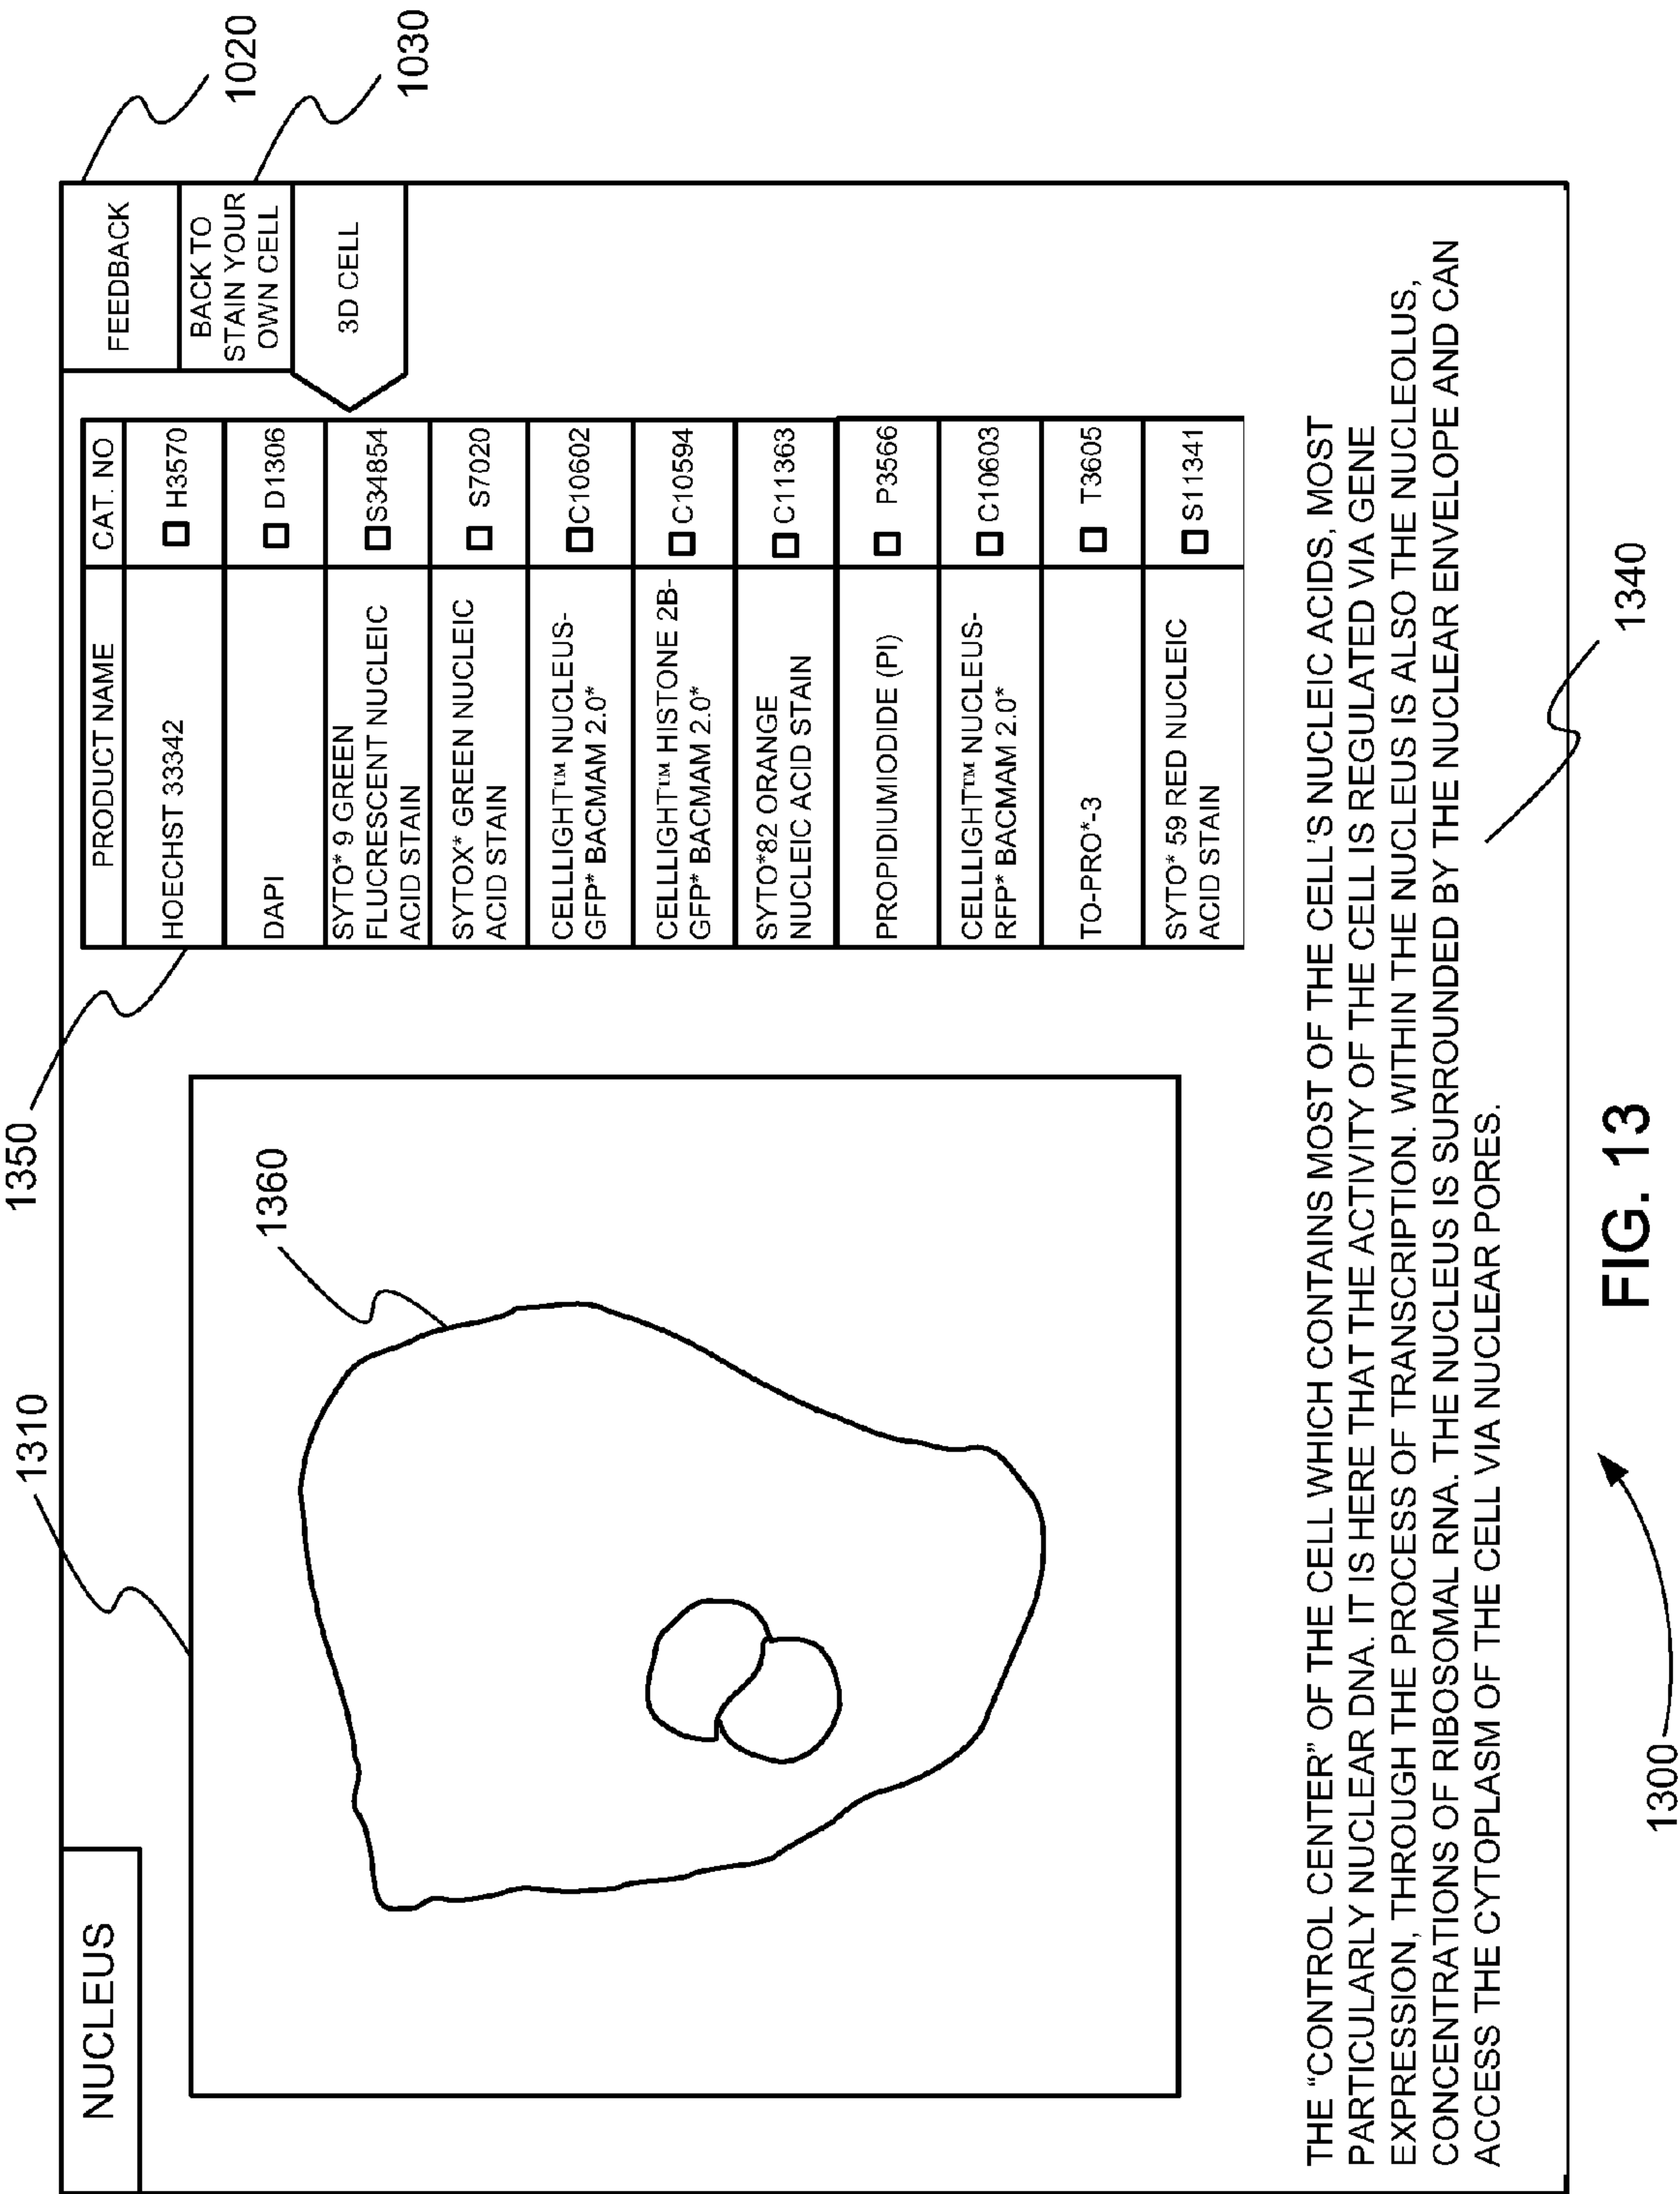 1310
1350
1020
1030
NUCLEUS
FEEDBACK
BACK TO
STAIN YOUR
OWN CELL
3D CELL
1360
PRODUCT NAME CAT. NO
HOECHST 33342 H3570
DAPI D1306
SYTO* 9 GREEN
FLUCRESCENT NUCLEIC
ACID STAIN S34854
SYTOX* GREEN NUCLEIC
ACID STAIN S7020
CELLLIGHT™ NUCLEUS-
GFP* BACMAM 2.0* C10602
CELLLIGHT™ HISTONE 2B-
GFP* BACMAM 2.0* C10594
SYTO*82 ORANGE
NUCLEIC ACID STAIN C11363
PROPIDIUMIODIDE (PI) P3566
CELLLIGHT™ NUCLEUS-
RFP* BACMAM 2.0* C10603
TO-PRO*-3 T3605
SYTO* 59 RED NUCLEIC
ACID STAIN S11341
THE "CONTROL CENTER" OF THE CELL WHICH CONTAINS MOST OF THE CELL'S NUCLEIC ACIDS, MOST
PARTICULARLY NUCLEAR DNA. IT IS HERE THAT THE ACTIVITY OF THE CELL IS REGULATED VIA GENE
EXPRESSION, THROUGH THE PROCESS OF TRANSCRIPTION. WITHIN THE NUCLEUS IS ALSO THE NUCLEOLUS,
CONCENTRATIONS OF RIBOSOMAL RNA. THE NUCLEUS IS SURROUNDED BY THE NUCLEAR ENVELOPE AND CAN
ACCESS THE CYTOPLASM OF THE CELL VIA NUCLEAR PORES.
1340
1300
FIG. 13